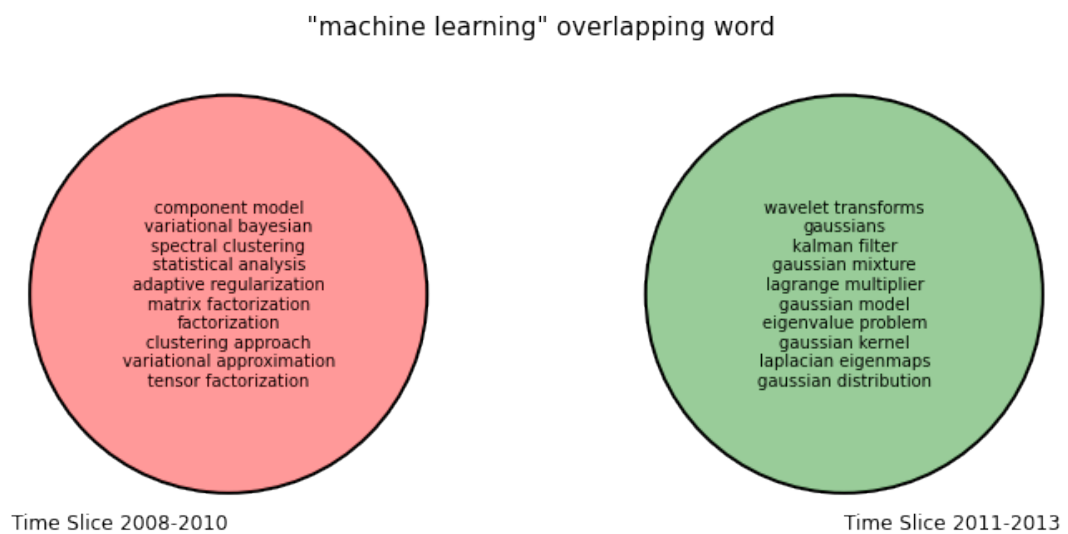 "machine learning" overlapping word
component model
variational bayesian
spectral clustering
statistical analysis
adaptive regularization
matrix factorization
factorization
clustering approach
variational approximation
tensor factorization
wavelet transforms
gaussians
kalman filter
gaussian mixture
lagrange multiplier
gaussian model
eigenvalue problem
gaussian kernel
laplacian eigenmaps
gaussian distribution
Time Slice 2008-2010
Time Slice 2011-2013